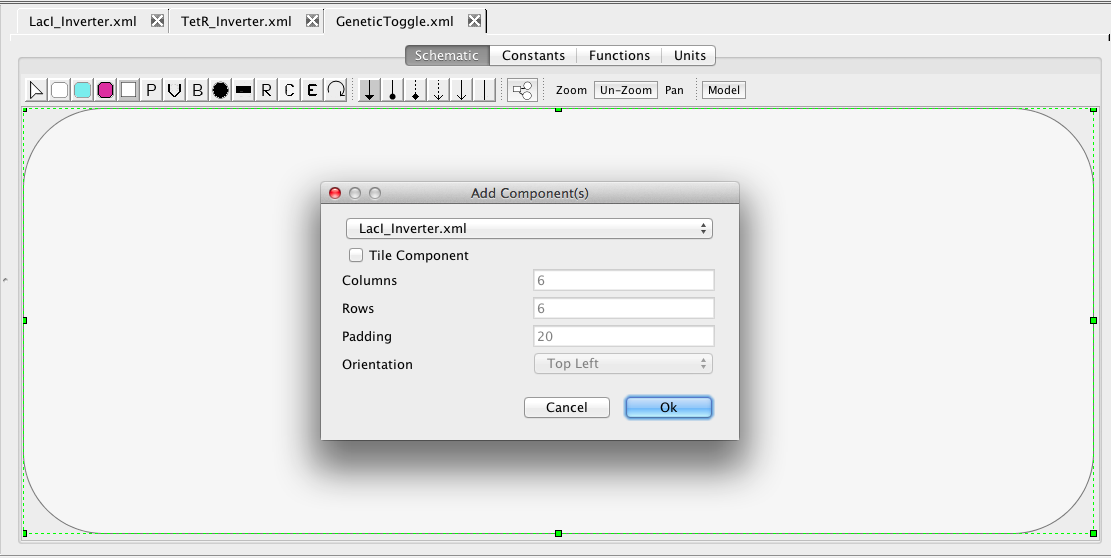 LacI_Inverter.xml TetR_Inverter.xml GeneticToggle.xml
Schematic Constants Functions Units
P V B R C E Zoom Un-Zoom Pan Model
Add Component(s)
LacI_Inverter.xml
Tile Component
Columns 6
Rows 6
Padding 20
Orientation Top Left
Cancel Ok